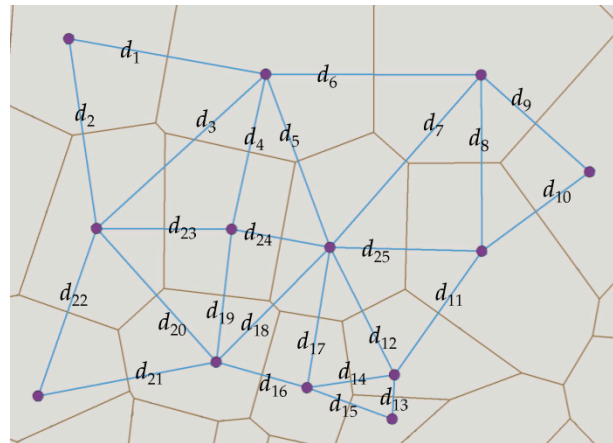 d₁
d₂
d₃
d₄
d₅
d₆
d₇
d₈
d₉
d₁₀
d₁₁
d₁₂
d₁₃
d₁₄
d₁₅
d₁₆
d₁₇
d₁₈
d₁₉
d₂₀
d₂₁
d₂₂
d₂₃
d₂₄
d₂₅